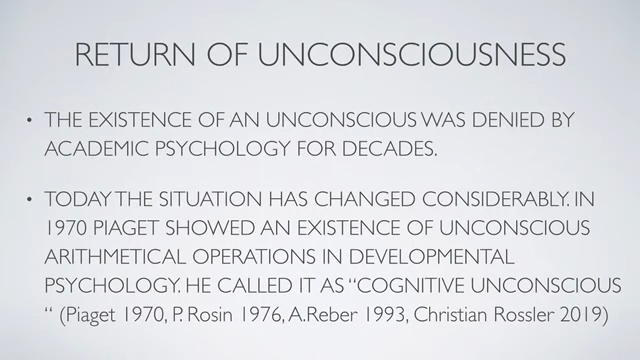 RETURN OF UNCONSCIOUSNESS
• THE EXISTENCE OF AN UNCONSCIOUS WAS DENIED BY
ACADEMIC PSYCHOLOGY FOR DECADES.
• TODAY THE SITUATION HAS CHANGED CONSIDERABLY. IN
1970 PIAGET SHOWED AN EXISTENCE OF UNCONSCIOUS
ARITHMETICAL OPERATIONS IN DEVELOPMENTAL
PSYCHOLOGY. HE CALLED IT AS “COGNITIVE UNCONSCIOUS
“ (Piaget 1970, P. Rosin 1976, A.Reber 1993, Christian Rossler 2019)